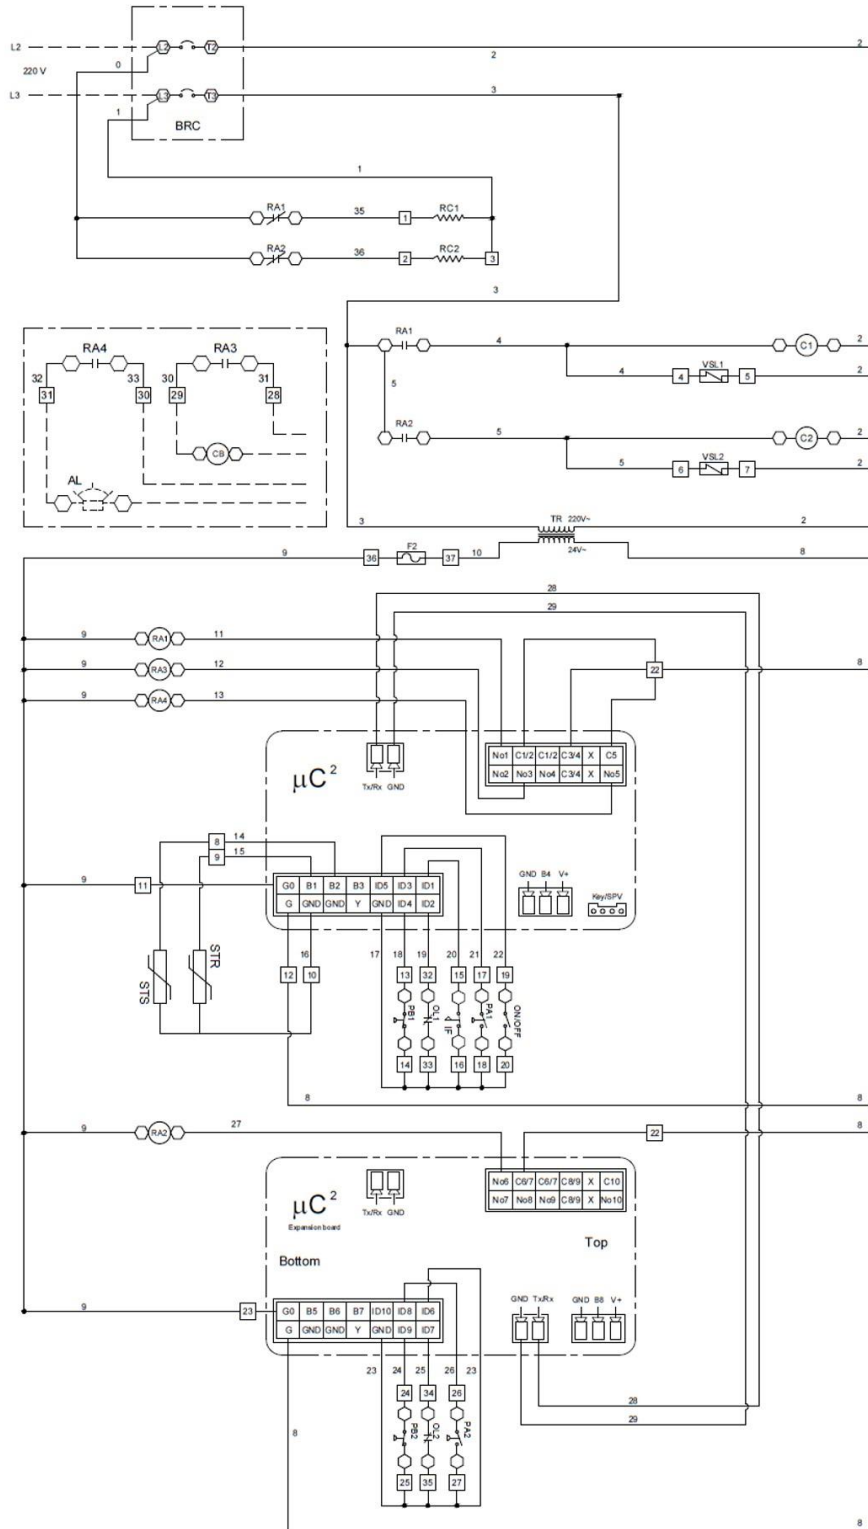 L2
L2
T2
2
2
220 V
0
L3
L3
T3
3
1
BRC
1
RA1
35
1
RC1
RA2
36
2
RC2
3
3
RA4
RA3
32
33
30
31
31
30
29
28
CB
AL
RA1
4
C1
2
4
4
VSL1
5
2
5
RA2
5
C2
2
5
6
VSL2
7
2
3
TR
220V~
2
24V~
9
36
F2
37
10
8
28
29
9
RA1
11
9
RA3
12
22
8
9
RA4
13
μC2
Tx/Rx GND
No1 C1/2 C1/2 C3/4 X C5
No2 No3 No4 C3/4 X No5
8
14
9
15
9
11
G0 B1 B2 B3 ID5 ID3 ID1
G GND GND Y GND ID4 ID2
GND B4 V+
Key/SPV
16
17
18
19
20
21
22
12
10
13
32
15
17
19
STS
STR
PB1
OL1
IF
PA1
ON/OFF
14
33
16
18
20
8
8
9
RA2
27
22
8
μC2
Expansion board
Tx/Rx GND
No6 C6/7 C6/7 C8/9 X C10
No7 No8 No9 C8/9 X No10
Top
Bottom
9
23
G0 B5 B6 B7 ID10 ID8 ID6
G GND GND Y GND ID9 ID7
GND Tx/Rx
GND B8 V+
23
24
25
26
23
24
34
26
28
29
8
PB2
OL2
PA2
25
35
27
8